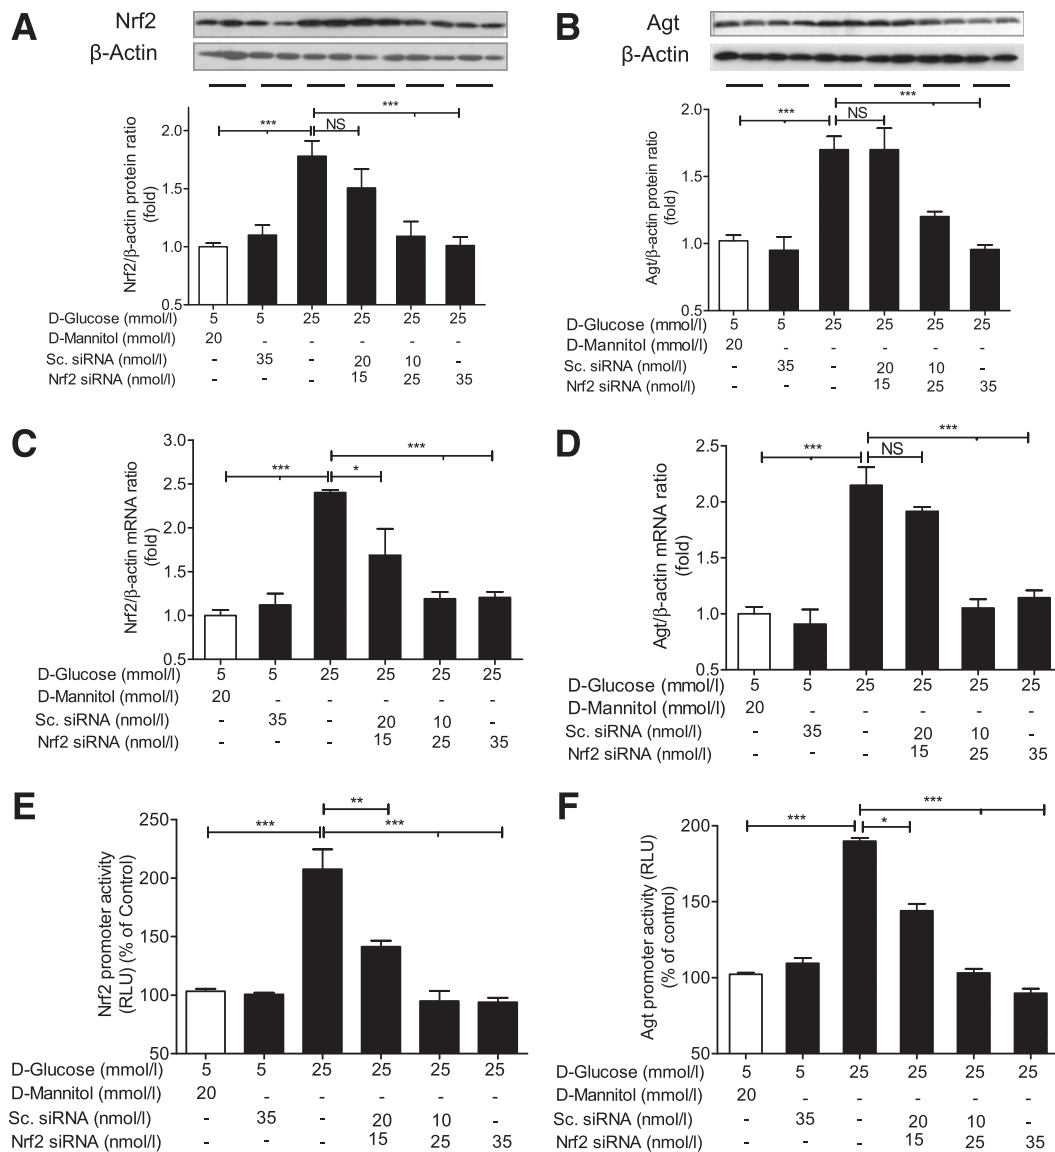 A
Nrf2
β-Actin
***
***
NS
Nrf2/β-actin protein ratio
(fold)
2.0
1.5
1.0
0.5
D-Glucose (mmol/l) 5 5 25 25 25 25
D-Mannitol (mmol/l) 20 - - - - -
Sc. siRNA (nmol/l) - 35 - 20 10 -
Nrf2 siRNA (nmol/l) - - - 15 25 35
B
Agt
β-Actin
***
***
NS
Agt/β-actin protein ratio
(fold)
2.0
1.5
1.0
0.5
D-Glucose (mmol/l) 5 5 25 25 25 25
D-Mannitol (mmol/l) 20 - - - - -
Sc. siRNA (nmol/l) - 35 - 20 10 -
Nrf2 siRNA (nmol/l) - - - 15 25 35
C
***
***
*
Nrf2/β-actin mRNA ratio
(fold)
3.0
2.5
2.0
1.5
1.0
0.5
D-Glucose (mmol/l) 5 5 25 25 25 25
D-Mannitol (mmol/l) 20 - - - - -
Sc. siRNA (nmol/l) - 35 - 20 10 -
Nrf2 siRNA (nmol/l) - - - 15 25 35
D
***
***
NS
Agt/β-actin mRNA ratio
(fold)
2.5
2.0
1.5
1.0
0.5
D-Glucose (mmol/l) 5 5 25 25 25 25
D-Mannitol (mmol/l) 20 - - - - -
Sc. siRNA (nmol/l) - 35 - 20 10 -
Nrf2 siRNA (nmol/l) - - - 15 25 35
E
**
***
***
Nrf2 promoter activity
(RLU) (% of Control)
250
200
150
100
50
D-Glucose (mmol/l) 5 5 25 25 25 25
D-Mannitol (mmol/l) 20 - - - - -
Sc. siRNA (nmol/l) - 35 - 20 10 -
Nrf2 siRNA (nmol/l) - - - 15 25 35
F
***
***
*
Agt promoter activity (RLU)
(% of control)
200
150
100
50
D-Glucose (mmol/l) 5 5 25 25 25 25
D-Mannitol (mmol/l) 20 - - - - -
Sc. siRNA (nmol/l) - 35 - 20 10 -
Nrf2 siRNA (nmol/l) - - - 15 25 35